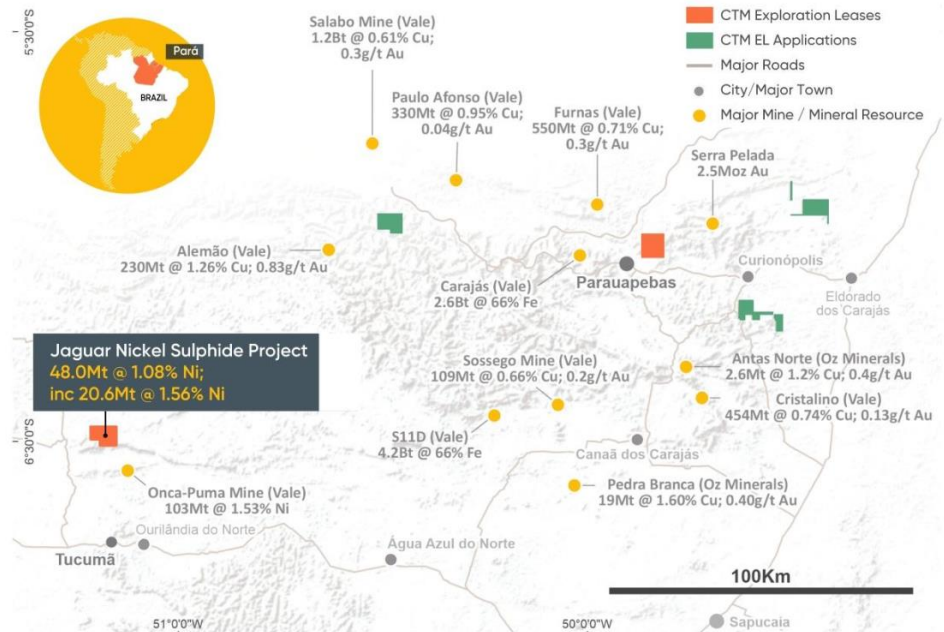 5°30'0"S
Pará
BRAZIL
Salabo Mine (Vale)
1.2Bt @ 0.61% Cu;
0.3g/t Au
CTM Exploration Leases
CTM EL Applications
Major Roads
City/Major Town
Major Mine / Mineral Resource
Paulo Afonso (Vale)
330Mt @ 0.95% Cu;
0.04g/t Au
Furnas (Vale)
550Mt @ 0.71% Cu;
0.3g/t Au
Serra Pelada
2.5Moz Au
Alemão (Vale)
230Mt @ 1.26% Cu; 0.83g/t Au
Carajás (Vale)
2.6Bt @ 66% Fe
Parauapebas
Curionópolis
Eldorado
dos Carajás
Jaguar Nickel Sulphide Project
48.0Mt @ 1.08% Ni;
inc 20.6Mt @ 1.56% Ni
Sossego Mine (Vale)
109Mt @ 0.66% Cu; 0.2g/t Au
Antas Norte (Oz Minerals)
2.6Mt @ 1.2% Cu; 0.4g/t Au
Cristalino (Vale)
454Mt @ 0.74% Cu; 0.13g/t Au
6°30'0"S
S11D (Vale)
4.2Bt @ 66% Fe
Canaã dos Carajás
Onca-Puma Mine (Vale)
103Mt @ 1.53% Ni
Pedra Branca (Oz Minerals)
19Mt @ 1.60% Cu; 0.40g/t Au
Ourilândia do Norte
Tucumã
Água Azul do Norte
100Km
51°0'0"W
50°0'0"W
Sapucaia